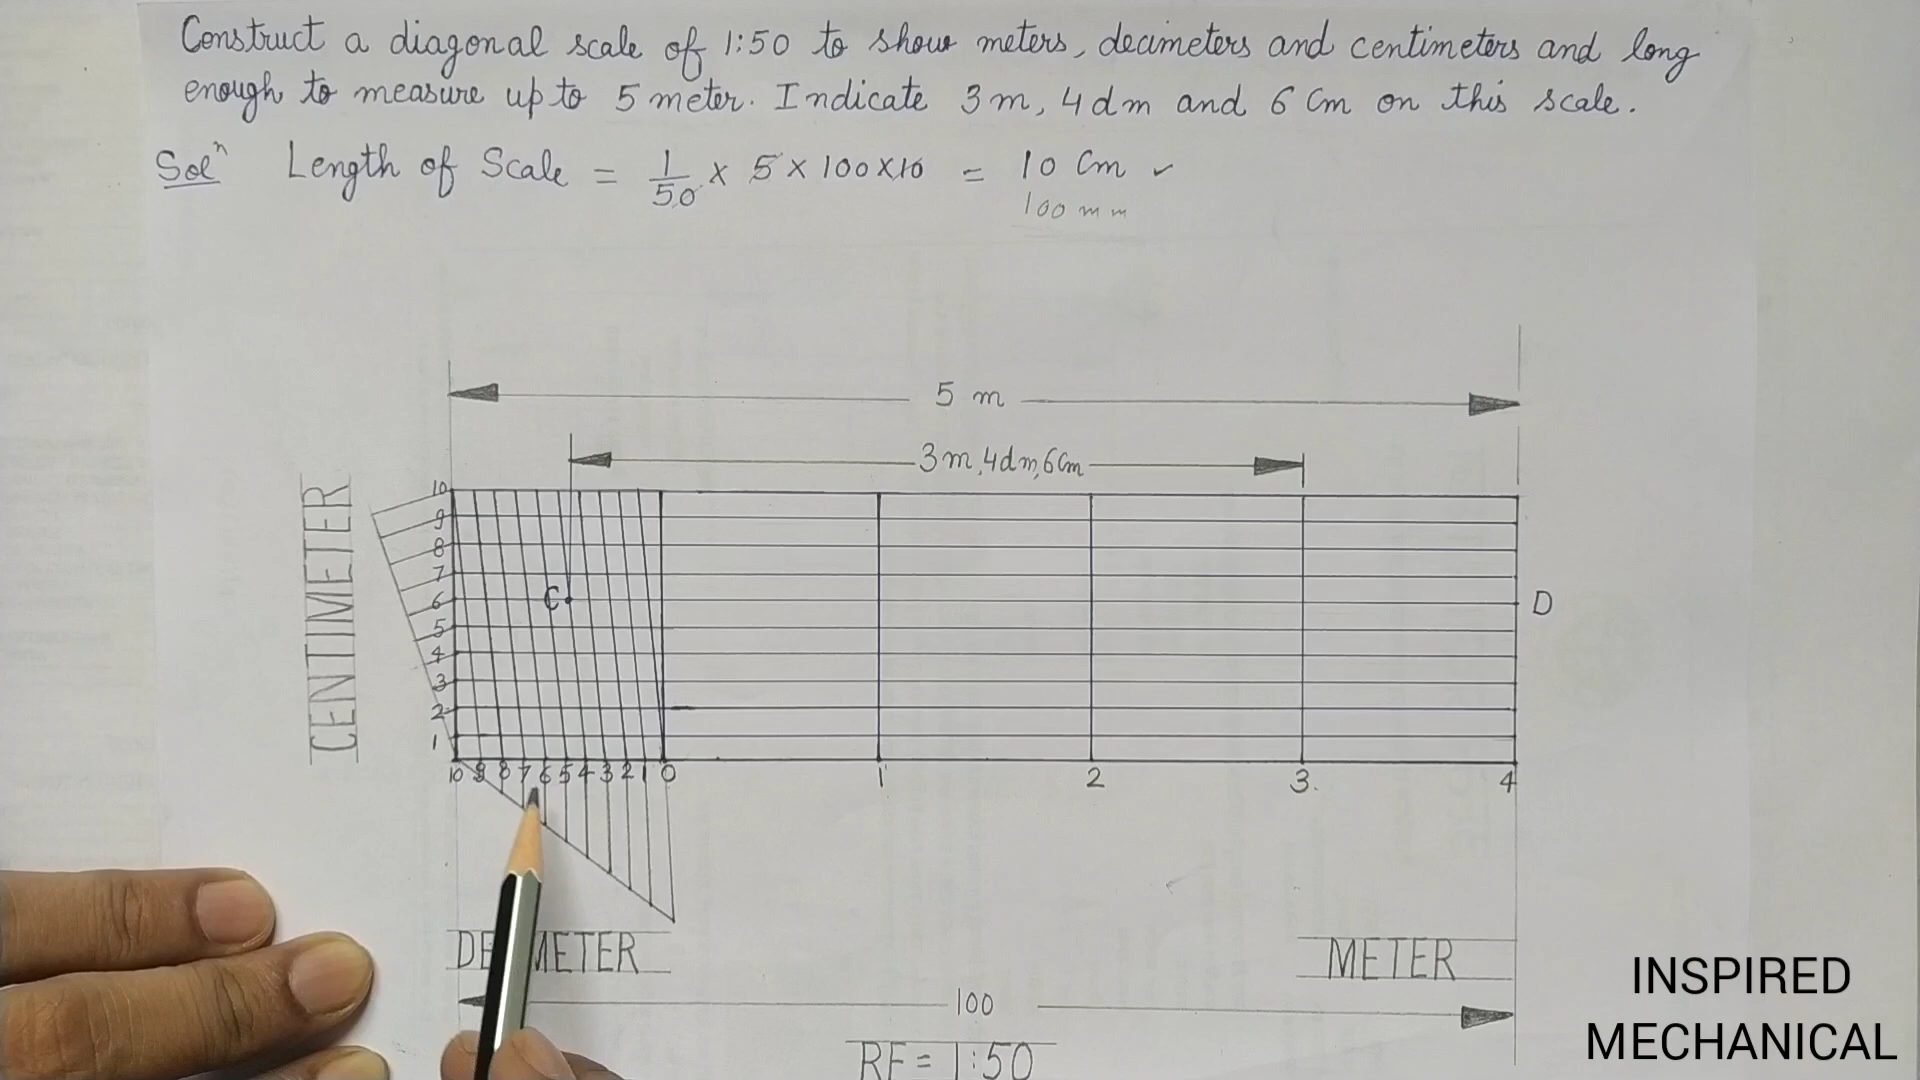 Construct a diagonal scale of 1:50 to show meters, decimeters and centimeters and long
enough to measure up to 5 meter. Indicate 3 m, 4 dm and 6 Cm on this scale.
Solⁿ Length of Scale = 1/50 × 5 × 100 × 10 = 10 Cm ✓
100 mm
5 m
3m,4dm,6Cm
CENTIMETER
10
9
8
7
6
5
4
3
2
1
C
D
10 9 8 7 6 5 4 3 2 1 0 1 2 3. 4
METER
100
RF = 1:50
INSPIRED
MECHANICAL